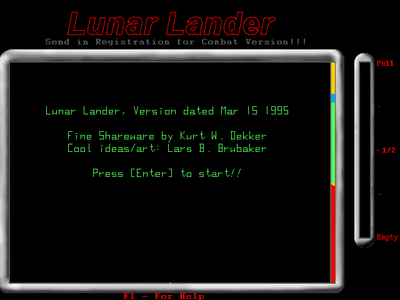 Lunar Lander
Send in Registration for Combat Version!!!
Full
Lunar Lander, Version dated Mar 15 1995
Fine Shareware by Kurt W. Dekker
Cool ideas/art: Lars B. Brubaker
-1/2
Press [Enter] to start!!
Empty
F1 - For Help